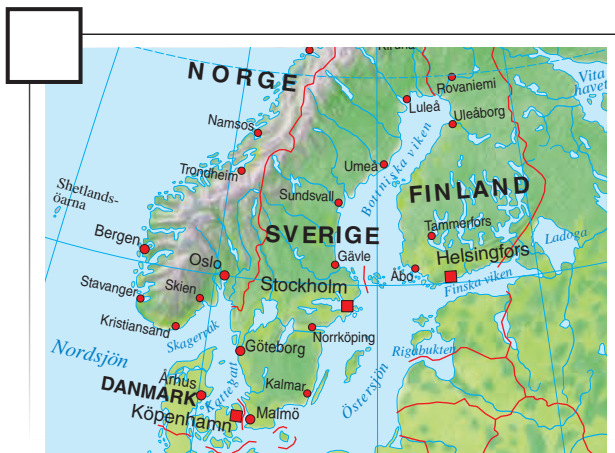 Kiruna
NORGE
Rovaniemi
Vita
havet
Luleå
Uleåborg
Namsos
Bottniska viken
Umeå
Trondheim
FINLAND
Shetlands-
öarna
Sundsvall
Tammerfors
Bergen
SVERIGE
Ladoga
Helsingfors
Oslo
Gävle
Åbo
Stavanger
Skien
Stockholm
Finska viken
Kristiansand
Skagerrak
Norrköping
Nordsjön
Göteborg
Rigabukten
Århus
Kattegatt
Kalmar
Östersjön
DANMARK
Köpenhamn
Malmö